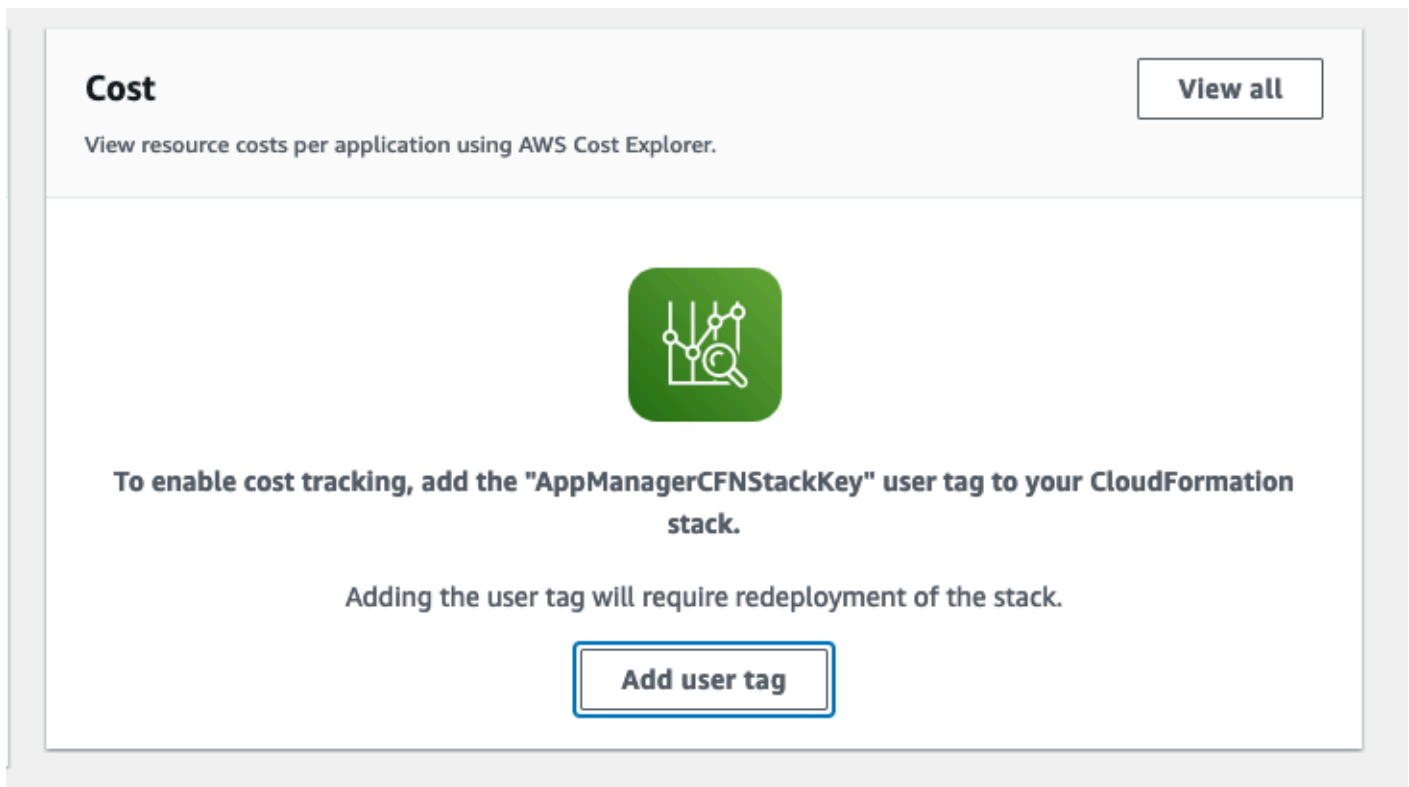 Cost
View all
View resource costs per application using AWS Cost Explorer.
To enable cost tracking, add the "AppManagerCFNStackKey" user tag to your CloudFormation
stack.
Adding the user tag will require redeployment of the stack.
Add user tag